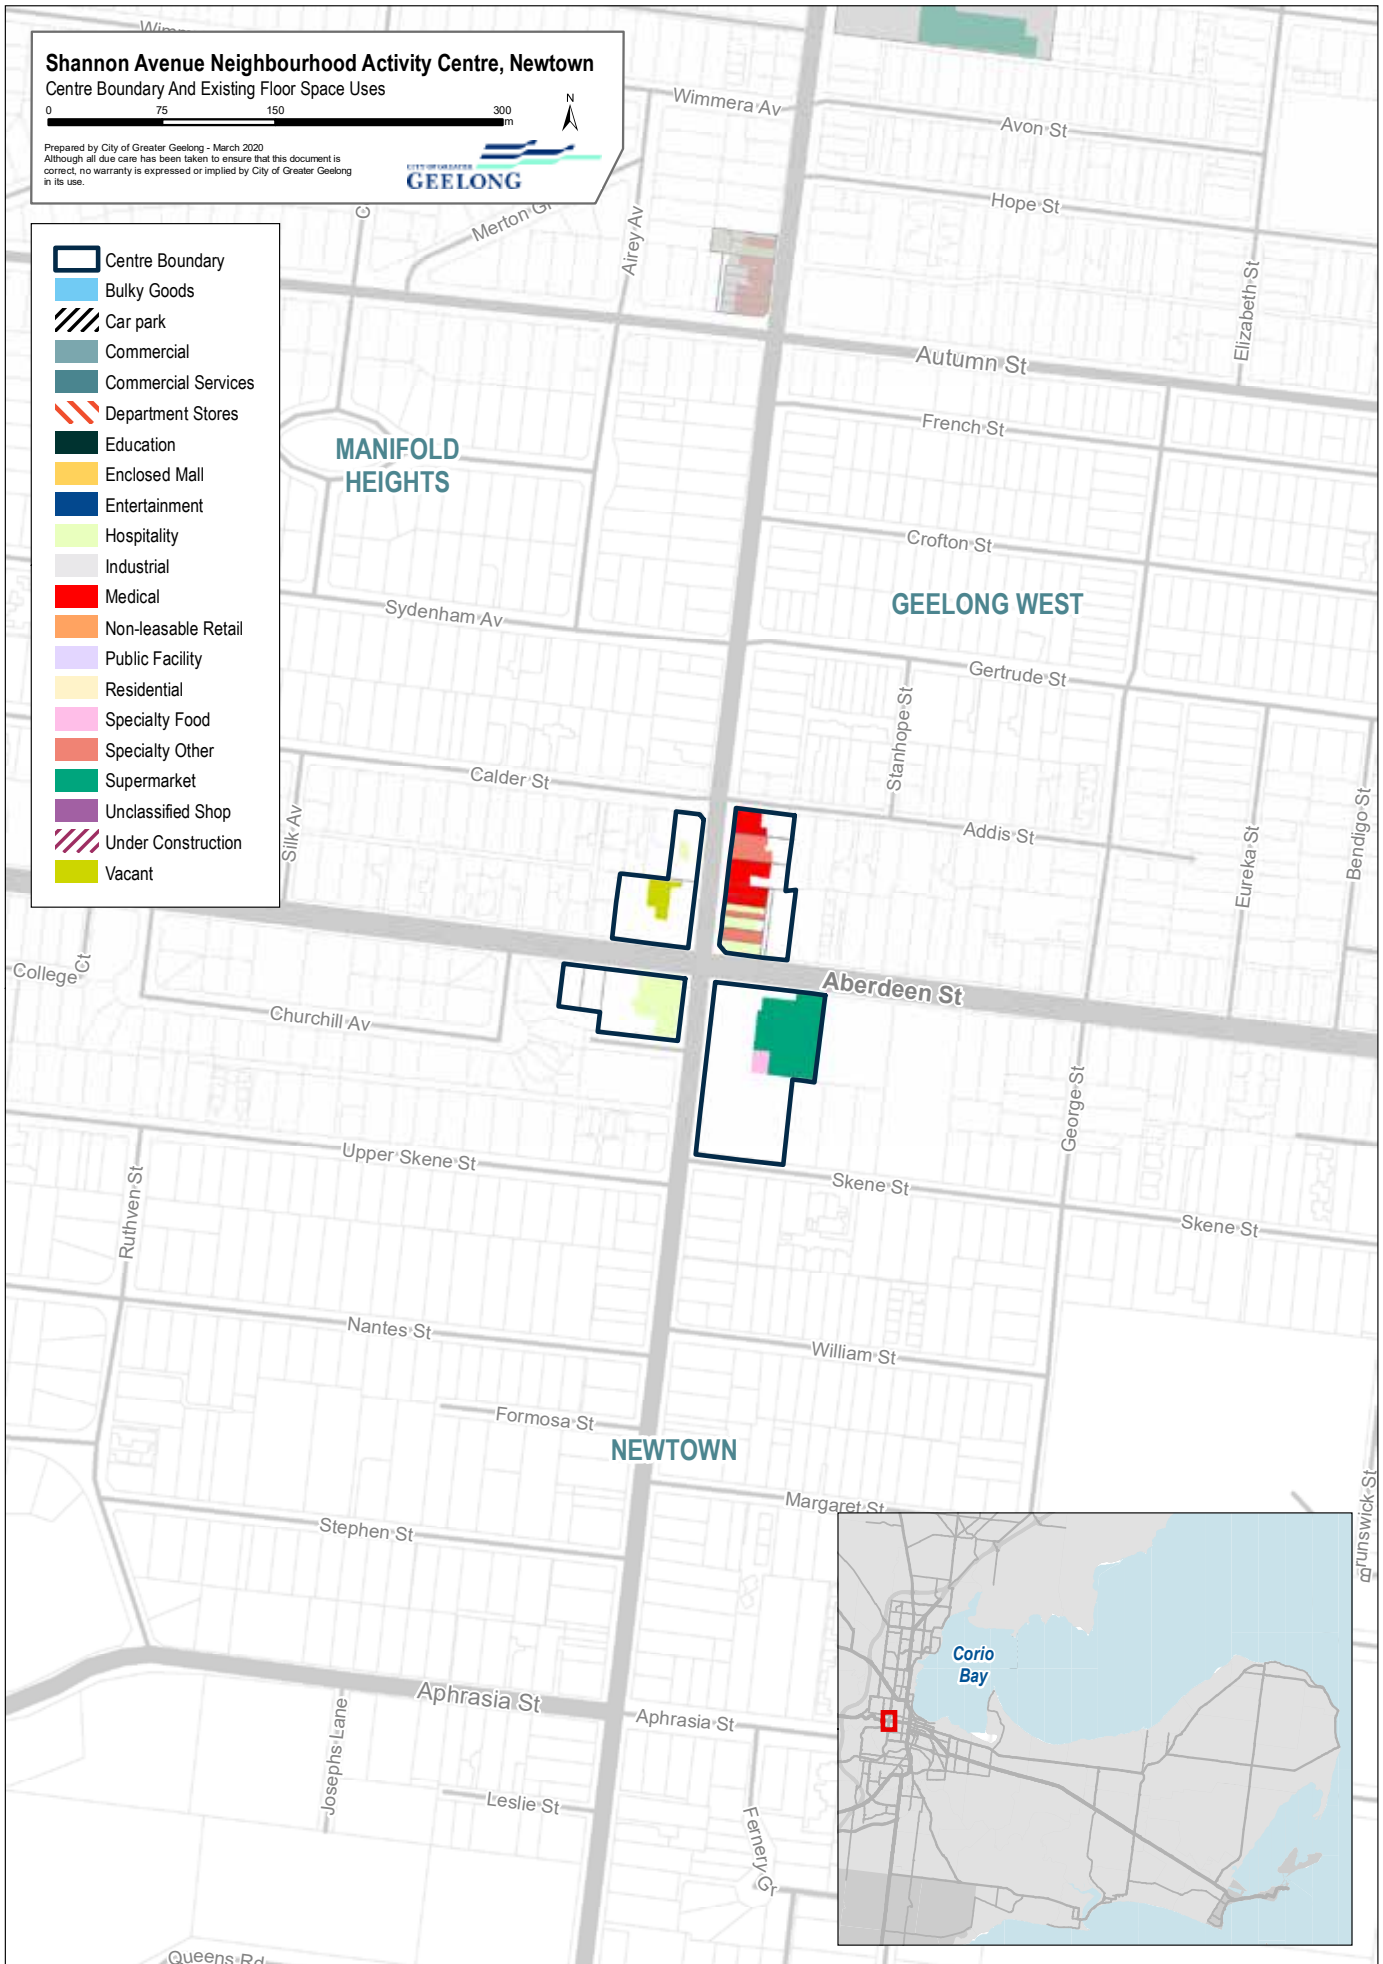 Shannon Avenue Neighbourhood Activity Centre, Newtown
Centre Boundary And Existing Floor Space Uses
0 75 150 300
m
N
Prepared by City of Greater Geelong - March 2020
Although all due care has been taken to ensure that this document is
correct, no warranty is expressed or implied by City of Greater Geelong
in its use.
CITY OF GREATER
GEELONG
Centre Boundary
Bulky Goods
Car park
Commercial
Commercial Services
Department Stores
Education
Enclosed Mall
Entertainment
Hospitality
Industrial
Medical
Non-leasable Retail
Public Facility
Residential
Specialty Food
Specialty Other
Supermarket
Unclassified Shop
Under Construction
Vacant
Wimmera Av
Avon St
Hope St
Merton Gr
Airey Av
Elizabeth St
Autumn St
French St
MANIFOLD
HEIGHTS
Crofton St
GEELONG WEST
Sydenham Av
Gertrude St
Stanhope St
Calder St
Addis St
Silk Av
Eureka St
Bendigo St
College Ct
Aberdeen St
Churchill Av
George St
Upper Skene St
Skene St
Skene St
Ruthven St
Nantes St
William St
Formosa St
NEWTOWN
Margaret St
Stephen St
Brunswick St
Corio
Bay
Aphrasia St
Aphrasia St
Josephs Lane
Leslie St
Fernery Gr
Queens Rd